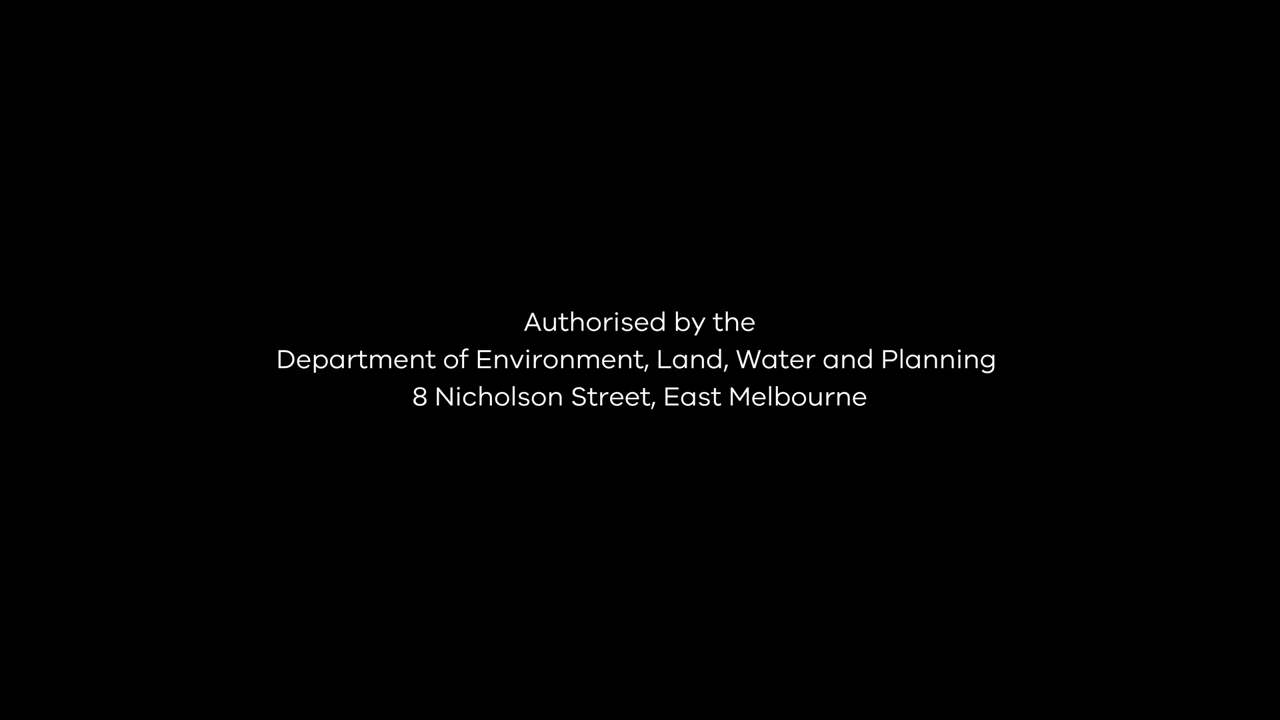 Authorised by the
Department of Environment, Land, Water and Planning
8 Nicholson Street, East Melbourne